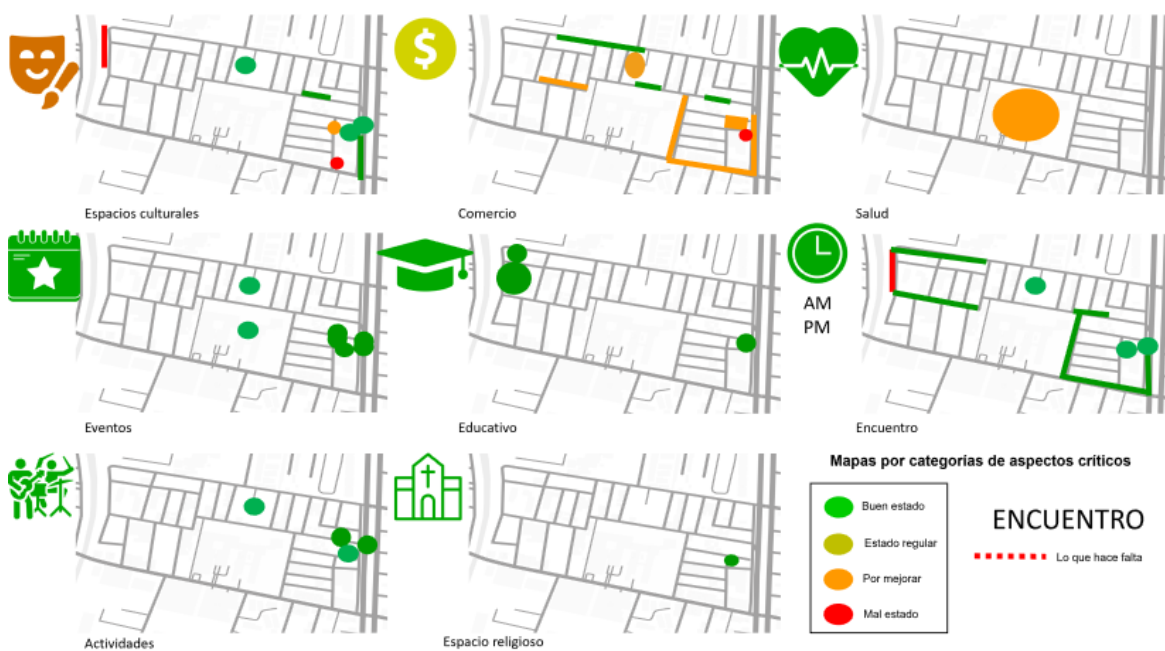 $
Espacios culturales
Comercio
Salud
AM
PM
Eventos
Educativo
Encuentro
Mapas por categorías de aspectos críticos
Buen estado
Estado regular
Por mejorar
Mal estado
ENCUENTRO
Lo que hace falta
Actividades
Espacio religioso